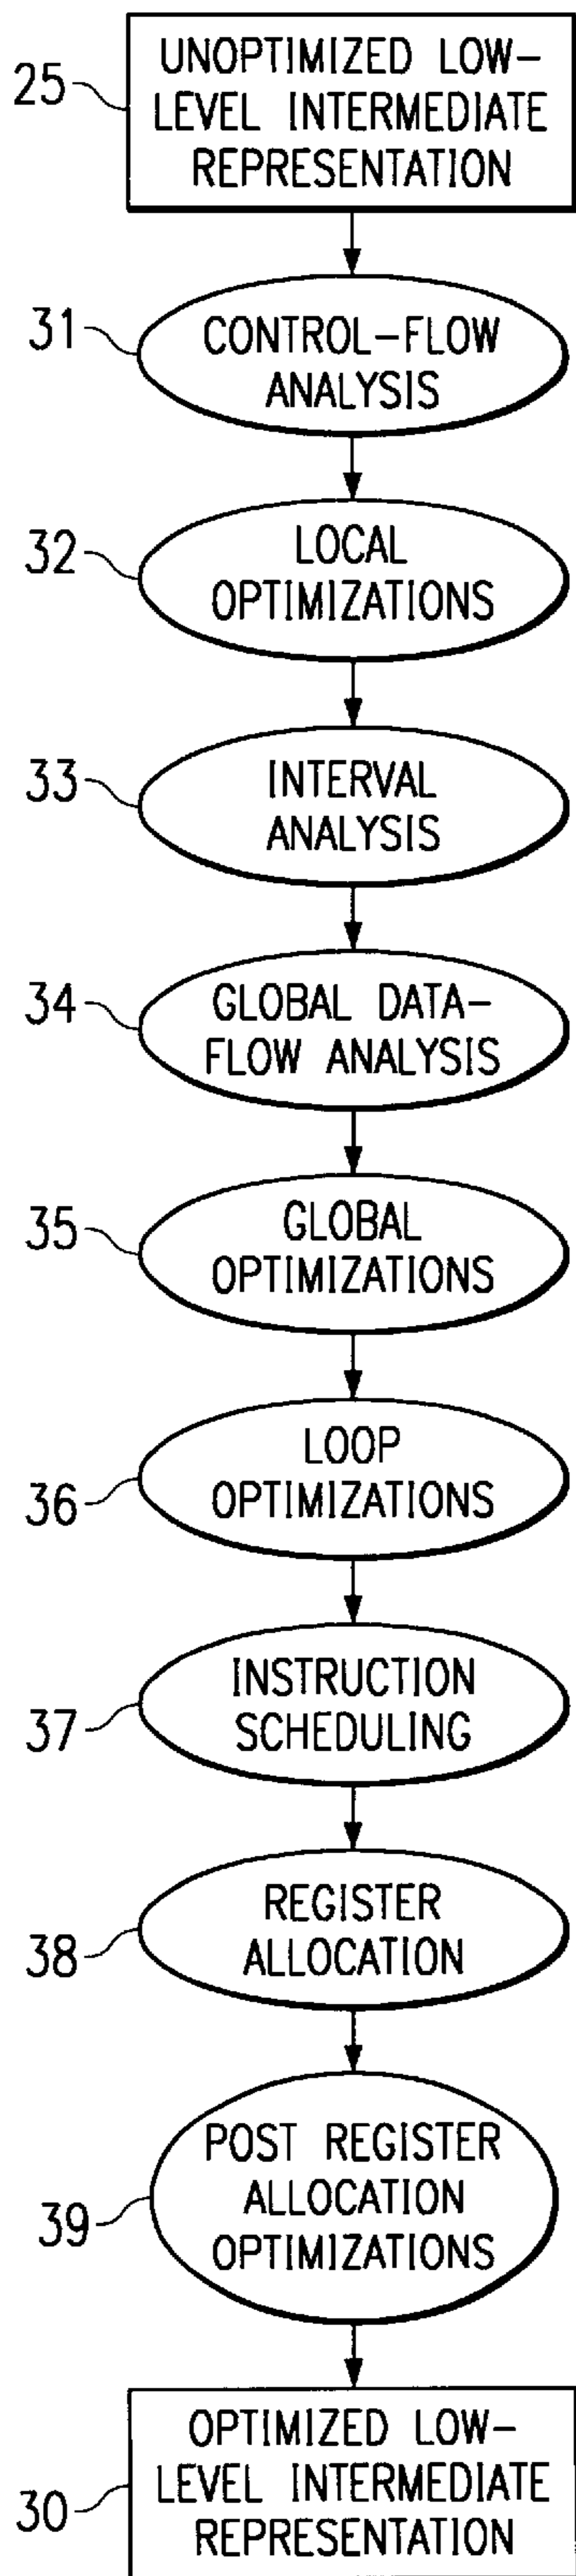 25
UNOPTIMIZED LOW-
LEVEL INTERMEDIATE
REPRESENTATION
31
CONTROL-FLOW
ANALYSIS
32
LOCAL
OPTIMIZATIONS
33
INTERVAL
ANALYSIS
34
GLOBAL DATA-
FLOW ANALYSIS
35
GLOBAL
OPTIMIZATIONS
36
LOOP
OPTIMIZATIONS
37
INSTRUCTION
SCHEDULING
38
REGISTER
ALLOCATION
39
POST REGISTER
ALLOCATION
OPTIMIZATIONS
30
OPTIMIZED LOW-
LEVEL INTERMEDIATE
REPRESENTATION